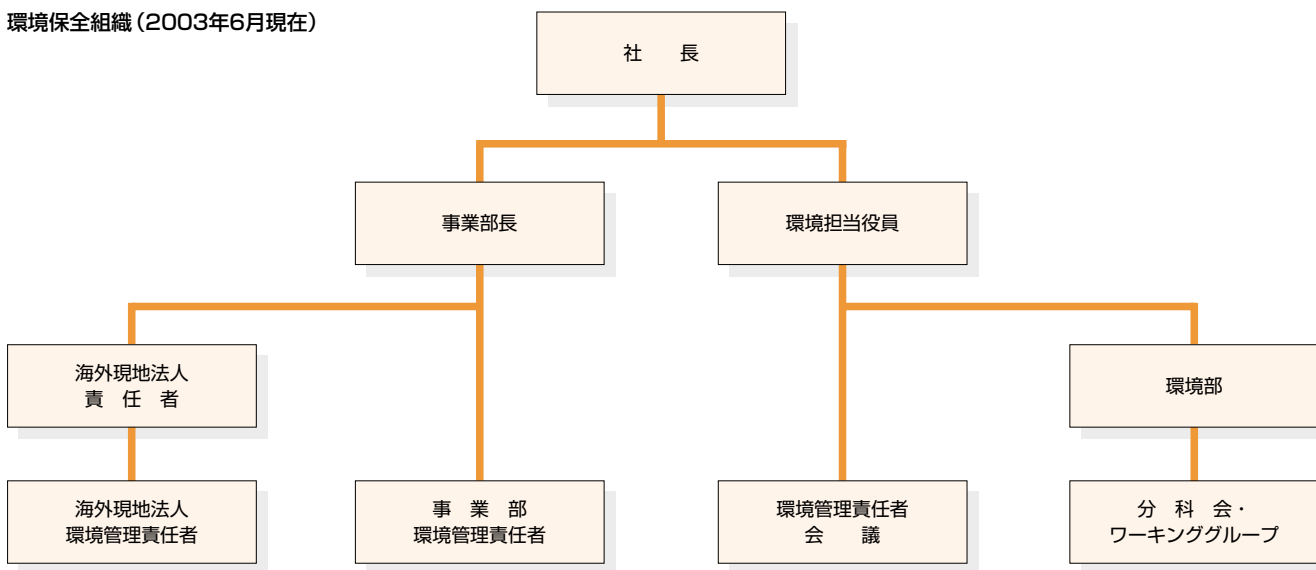 環境保全組織（2003年6月現在）
社　長
事業部長
環境担当役員
海外現地法人
責　任　者
環境部
海外現地法人
環境管理責任者
事　業　部
環境管理責任者
環境管理責任者
会　　議
分　科　会・
ワーキンググループ